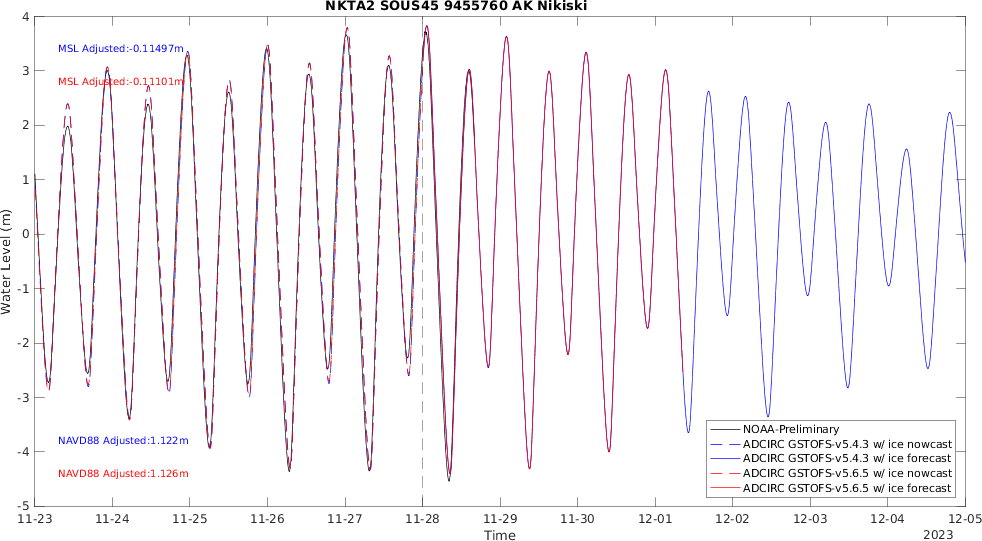 NKTA2 SOUS45 9455760 AK Nikiski
4
3
2
1
0
-1
-2
-3
-4
-5
Water Level (m)
MSL Adjusted:-0.11497m
MSL Adjusted:-0.11101m
NAVD88 Adjusted:1.122m
NAVD88 Adjusted:1.126m
NOAA-Preliminary
ADCIRC GSTOFS-v5.4.3 w/ ice nowcast
ADCIRC GSTOFS-v5.4.3 w/ ice forecast
ADCIRC GSTOFS-v5.6.5 w/ ice nowcast
ADCIRC GSTOFS-v5.6.5 w/ ice forecast
11-23 11-24 11-25 11-26 11-27 11-28 11-29 11-30 12-01 12-02 12-03 12-04 12-05
Time
2023